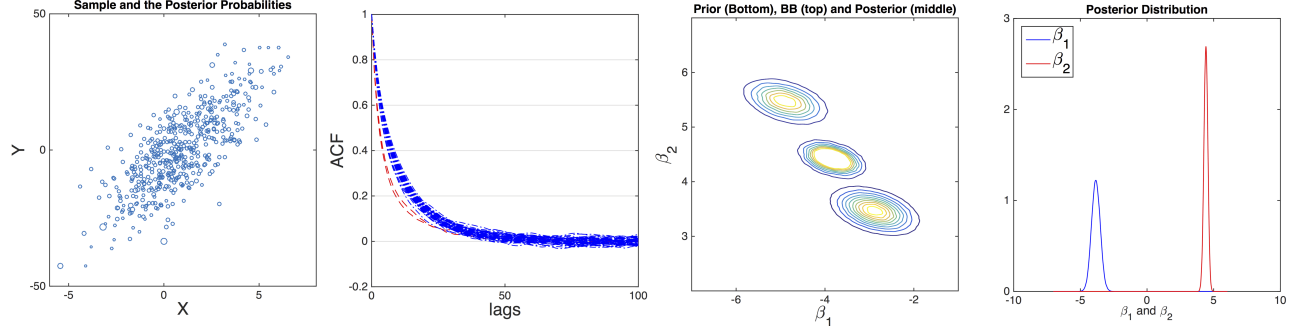 Sample and the Posterior Probabilities
50
0
-50
Y
-5
0
5
X
1
0.8
0.6
0.4
0.2
0
-0.2
ACF
0
50
100
lags
Prior (Bottom), BB (top) and Posterior (middle)
6
5
4
3
β2
-6
-4
-2
β1
Posterior Distribution
3
2
1
0
β1
β2
-10
-5
0
5
10
β1 and β2